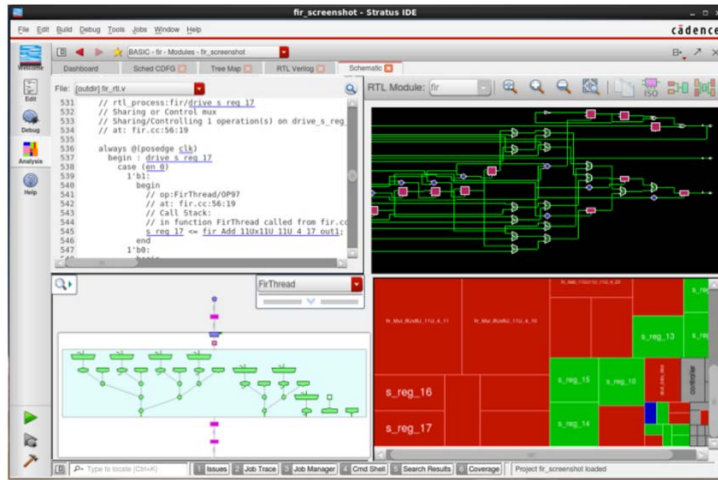 fir_screenshot - Stratus IDE
File Edit Build Debug Tools Jobs Window Help
cādence
Welcome
BASIC - fir - Modules - fir_screenshot
Dashboard Sched CDFG Tree Map RTL Verilog Schematic
Edit
Debug
Analysis
Help
File: [outdir] fir_rtl.v
531 // rtl_process:fir/drive_s_reg_17
532 // Sharing or Control mux
533 // Sharing/Controlling 1 operation(s) on drive_s_reg_
534 // at: fir.cc:56:19
535
536 always @(posedge clk)
537 begin : drive_s_reg_17
538 case (en_0)
539 1'b1:
540 begin
541 // op:FirThread/OP97
542 // at: fir.cc:56:19
543 // Call Stack:
544 // in function FirThread called from fir.cc
545 s_reg_17 <= fir_Add_11Ux11U_11U_4_17_out1;
546 end
547 1'b0:
RTL Module: fir
ISO
FirThread
s_reg_13
s_reg_15
s_reg_10
s_reg_16
s_reg_14
s_reg_17
controller
Type to locate (Ctrl+K)
1 Issues 2 Job Trace 3 Job Manager 4 Cmd Shell 5 Search Results 6 Coverage
Project fir_screenshot loaded